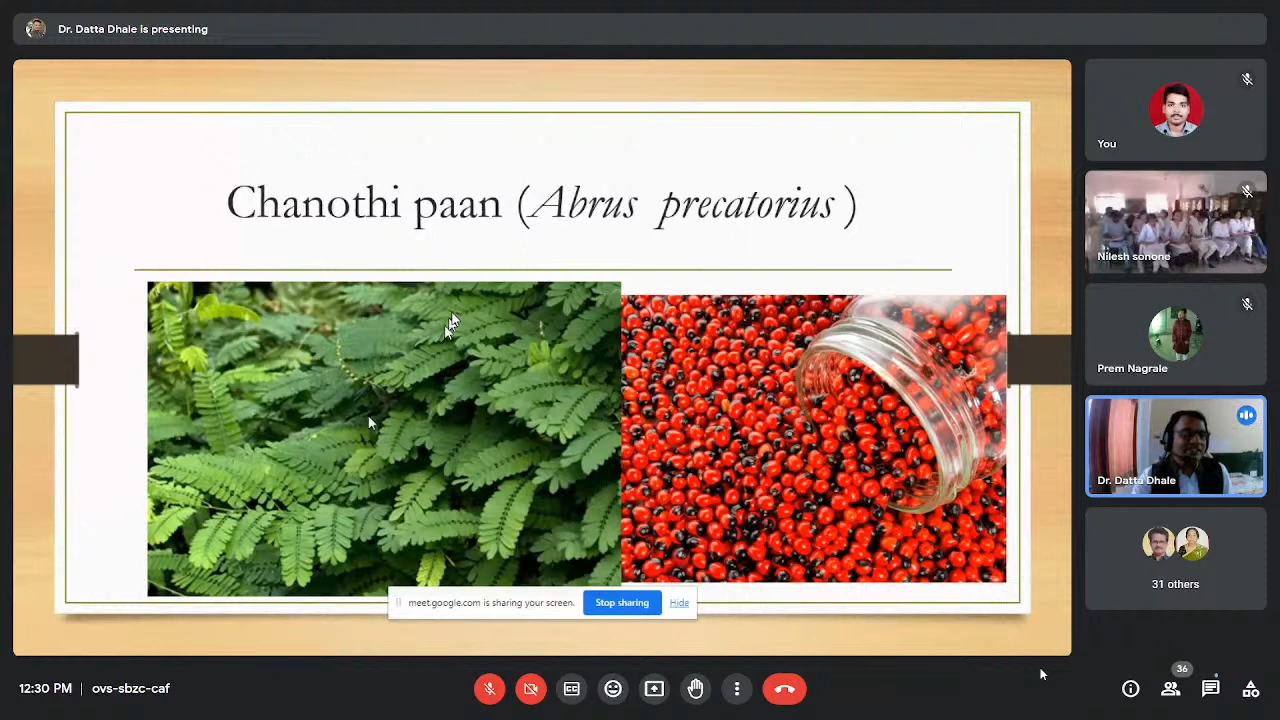 Dr. Datta Dhale is presenting
Chanothi paan (Abrus precatorius )
meet.google.com is sharing your screen.
Stop sharing
Hide
You
Nilesh sonone
Prem Nagrale
Dr. Datta Dhale
31 others
12:30 PM | ovs-sbzc-caf
CC
36